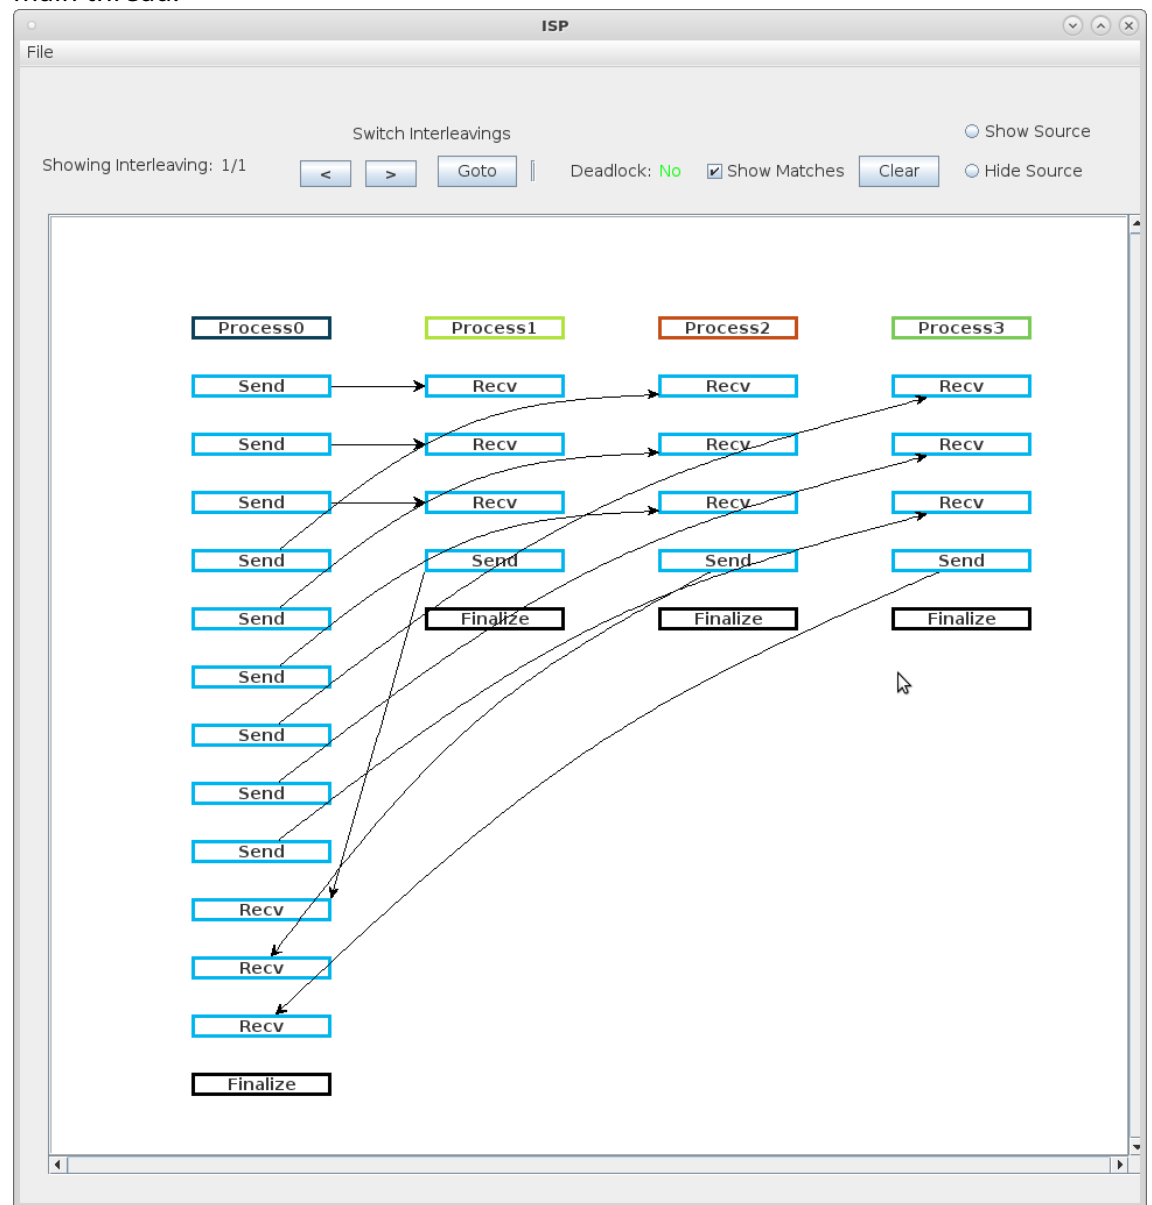 main thread.
ISP
File
Switch Interleavings
Show Source
Showing Interleaving: 1/1
< > Goto Deadlock: No Show Matches Clear Hide Source
Process0 Process1 Process2 Process3
Send Recv Recv Recv
Send Recv Recv Recv
Send Recv Recv Recv
Send Send Send Send
Send Finalize Finalize Finalize
Send
Send
Send
Send
Recv
Recv
Recv
Finalize